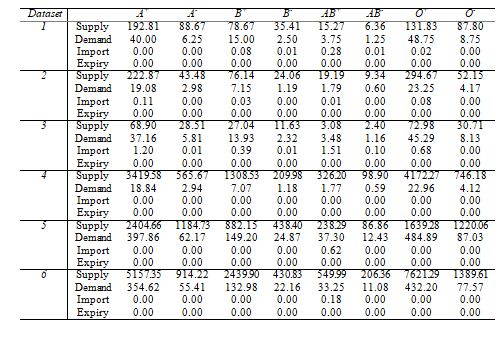 Dataset A+ A- B+ B- AB+ AB- O+ O-
1 Supply 192.81 88.67 78.67 35.41 15.27 6.36 131.83 87.80
Demand 40.00 6.25 15.00 2.50 3.75 1.25 48.75 8.75
Import 0.00 0.00 0.08 0.01 0.28 0.01 0.02 0.00
Expiry 0.00 0.00 0.00 0.00 0.00 0.00 0.00 0.00
2 Supply 222.87 43.48 76.14 24.06 19.19 9.34 294.67 52.15
Demand 19.08 2.98 7.15 1.19 1.79 0.60 23.25 4.17
Import 0.11 0.00 0.03 0.00 0.01 0.00 0.08 0.00
Expiry 0.00 0.00 0.00 0.00 0.00 0.00 0.00 0.00
3 Supply 68.90 28.51 27.04 11.63 3.08 2.40 72.98 30.71
Demand 37.16 5.81 13.93 2.32 3.48 1.16 45.29 8.13
Import 1.20 0.01 0.39 0.01 1.51 0.10 0.68 0.00
Expiry 0.00 0.00 0.00 0.00 0.00 0.00 0.00 0.00
4 Supply 341958 565.67 130853 209.98 326.20 98.90 417227 746.18
Demand 18.84 2.94 7.07 1.18 1.77 0.59 22.96 4.12
Import 0.00 0.00 0.00 0.00 0.00 0.00 0.00 0.00
Expiry 0.00 0.00 0.00 0.00 0.00 0.00 0.00 0.00
5 Supply 2404.66 1184.73 882.15 438.40 238.29 86.86 1639.28 1220.06
Demand 397.86 62.17 149.20 24.87 37.30 12.43 484.89 87.03
Import 0.00 0.00 0.00 0.00 0.62 0.00 0.00 0.00
Expiry 0.00 0.00 0.00 0.00 0.00 0.00 0.00 0.00
6 Supply 515735 914.22 2439.90 430.83 549.99 206.36 7621.29 1389.61
Demand 354.62 55.41 132.98 22.16 33.25 11.08 432.20 77.57
Import 0.00 0.00 0.00 0.00 0.18 0.00 0.00 0.00
Expiry 0.00 0.00 0.00 0.00 0.00 0.00 0.00 0.00